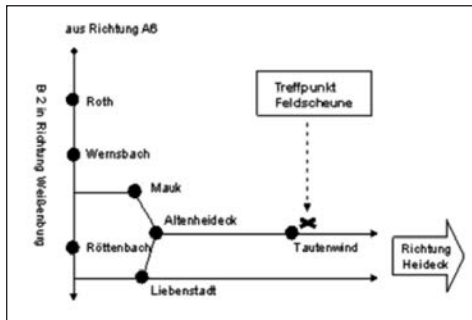 aus Richtung A6
B 2 in Richtung Weißenburg
Roth
Treffpunkt
Feldscheune
Wernsbach
Mauk
Altenheideck
Röttenbach
Tautenwind
Richtung
Heideck
Liebenstadt